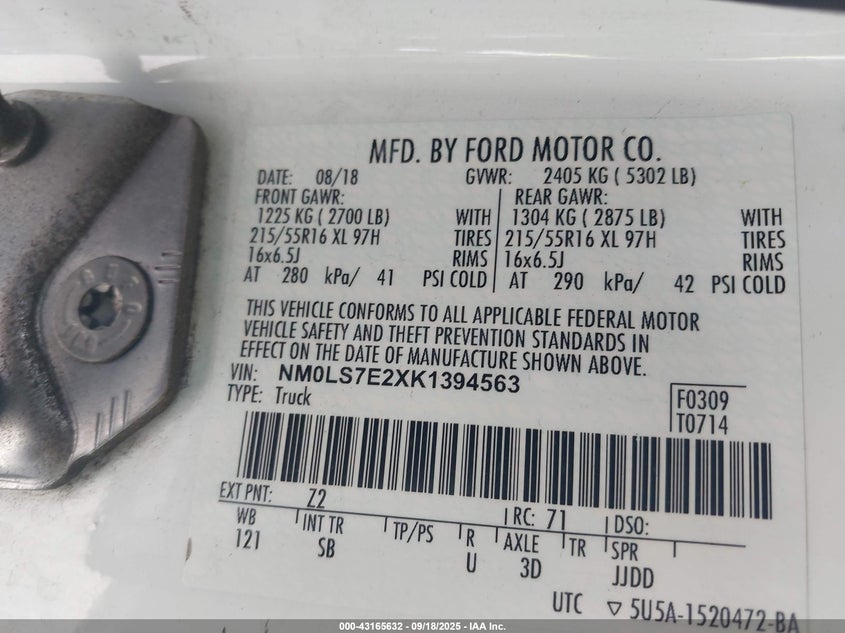 MFD. BY FORD MOTOR CO.
DATE: 08/18 GVWR: 2405 KG ( 5302 LB)
FRONT GAWR: REAR GAWR:
1225 KG ( 2700 LB) WITH 1304 KG ( 2875 LB) WITH
215/55R16 XL 97H TIRES 215/55R16 XL 97H TIRES
16x6.5J RIMS 16x6.5J RIMS
AT 280 kPa/ 41 PSI COLD AT 290 kPa/ 42 PSI COLD
THIS VEHICLE CONFORMS TO ALL APPLICABLE FEDERAL MOTOR
VEHICLE SAFETY AND THEFT PREVENTION STANDARDS IN
EFFECT ON THE DATE OF MANUFACTURE SHOWN ABOVE.
VIN: NM0LS7E2XK1394563
TYPE: Truck
F0309
T0714
EXT PNT: Z2 RC: 71 DSO:
WB INT TR TP/PS R AXLE TR SPR
121 SB U 3D JJDD
UTC ▽ 5U5A-1520472-BA
000-43165632 - 09/18/2025 - IAA Inc.